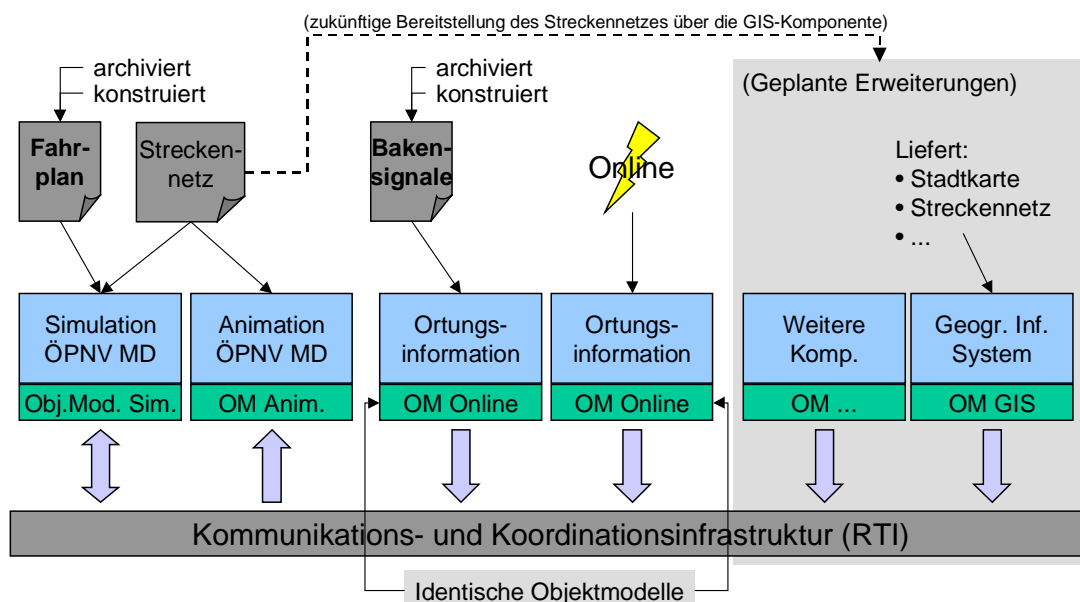 (zukünftige Bereitstellung des Streckennetzes über die GIS-Komponente)
archiviert
konstruiert
archiviert
konstruiert
(Geplante Erweiterungen)
Fahr-
plan
Strecken-
netz
Baken-
signale
Online
Liefert:
• Stadtkarte
• Streckennetz
• ...
Simulation
ÖPNV MD
Obj.Mod. Sim.
Animation
ÖPNV MD
OM Anim.
Ortungs-
information
OM Online
Ortungs-
information
OM Online
Weitere
Komp.
OM ...
Geogr. Inf.
System
OM GIS
Kommunikations- und Koordinationsinfrastruktur (RTI)
Identische Objektmodelle